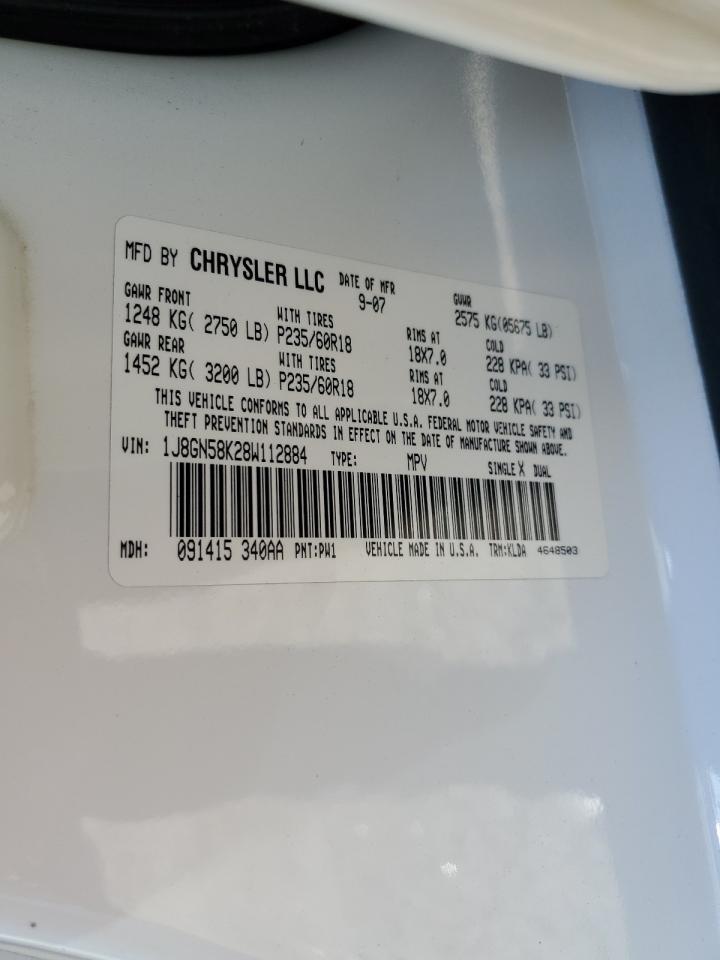 MFD BY CHRYSLER LLC DATE OF MFR 9-07 GVWR 2575 KG(05675 LB)
GAWR FRONT WITH TIRES RIMS AT COLD
1248 KG( 2750 LB) P235/60R18 18X7.0 228 KPA( 33 PSI)
GAWR REAR WITH TIRES RIMS AT COLD
1452 KG( 3200 LB) P235/60R18 18X7.0 228 KPA( 33 PSI)
THIS VEHICLE CONFORMS TO ALL APPLICABLE U.S.A. FEDERAL MOTOR VEHICLE SAFETY AND
THEFT PREVENTION STANDARDS IN EFFECT ON THE DATE OF MANUFACTURE SHOWN ABOVE.
VIN: 1J8GN58K28W112884 TYPE: MPV SINGLE X DUAL
MDH: 091415 340AA PNT:PW1 VEHICLE MADE IN U.S.A. TRM:KLDA 4648503